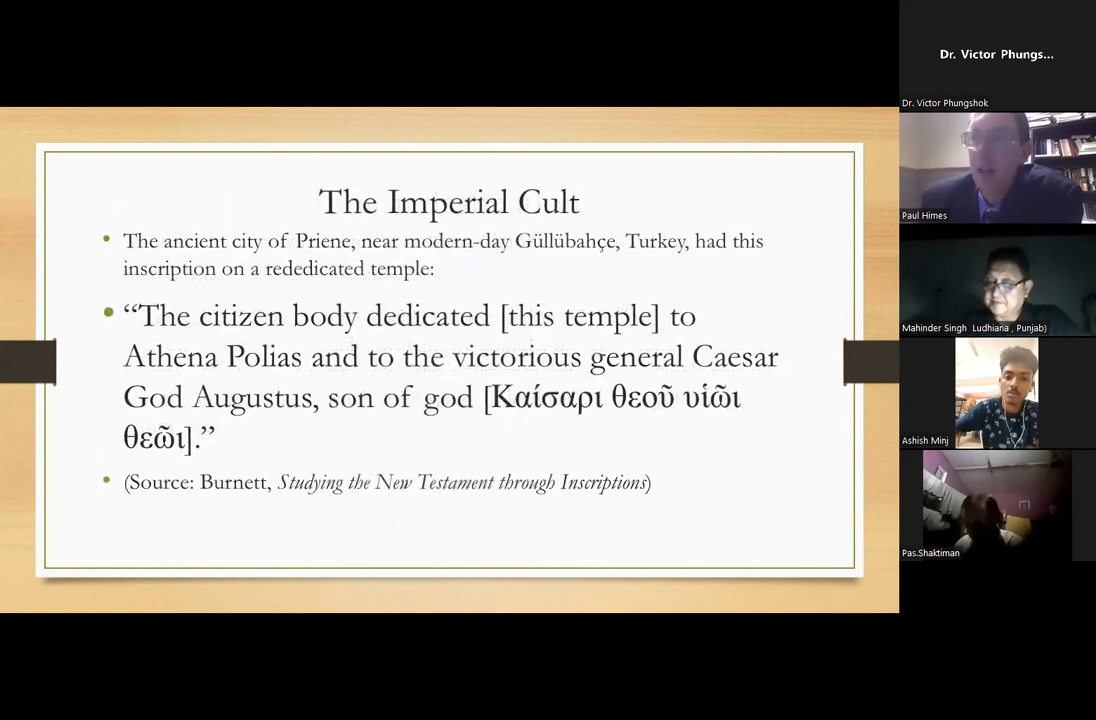 The Imperial Cult
• The ancient city of Priene, near modern-day Güllübahçe, Turkey, had this
inscription on a rededicated temple:
• “The citizen body dedicated [this temple] to
Athena Polias and to the victorious general Caesar
God Augustus, son of god [Καίσαρι θεοῦ υἱῶι
θεῶι].”
• (Source: Burnett, Studying the New Testament through Inscriptions)
Dr. Victor Phungs...
Dr. Victor Phungshok
Paul Himes
Mahinder Singh Ludhiana , Punjab)
Ashish Minj
Pas.Shaktiman